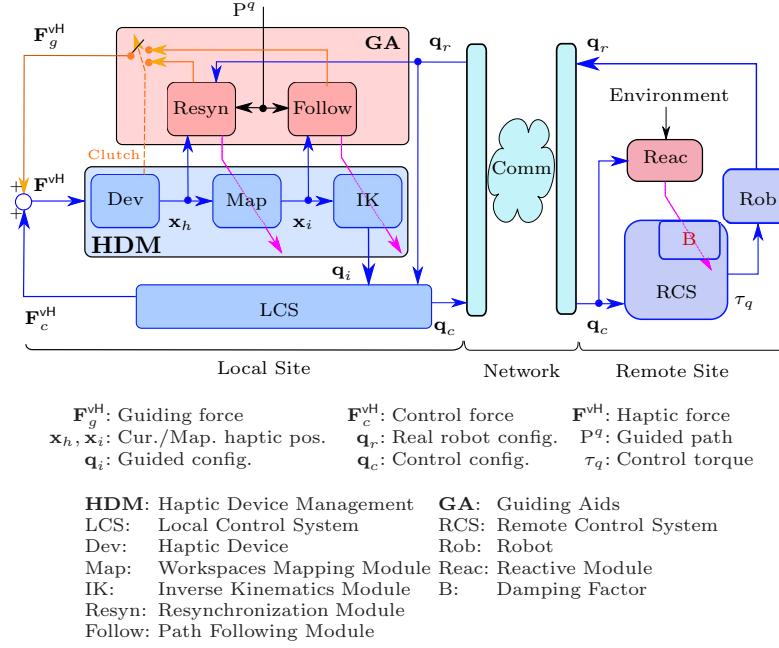 P^q
F_g^vH
GA
q_r
q_r
Resyn
Follow
Environment
Clutch
Comm
Reac
+
F^vH
+
Dev
x_h
Map
x_i
IK
Rob
HDM
B
q_i
RCS
LCS
τ_q
F_c^vH
q_c
q_c
Local Site
Network
Remote Site
F_g^vH: Guiding force F_c^vH: Control force F^vH: Haptic force
x_h, x_i: Cur./Map. haptic pos. q_r: Real robot config. P^q: Guided path
q_i: Guided config. q_c: Control config. τ_q: Control torque
HDM: Haptic Device Management GA: Guiding Aids
LCS: Local Control System RCS: Remote Control System
Dev: Haptic Device Rob: Robot
Map: Workspaces Mapping Module Reac: Reactive Module
IK: Inverse Kinematics Module B: Damping Factor
Resyn: Resynchronization Module
Follow: Path Following Module